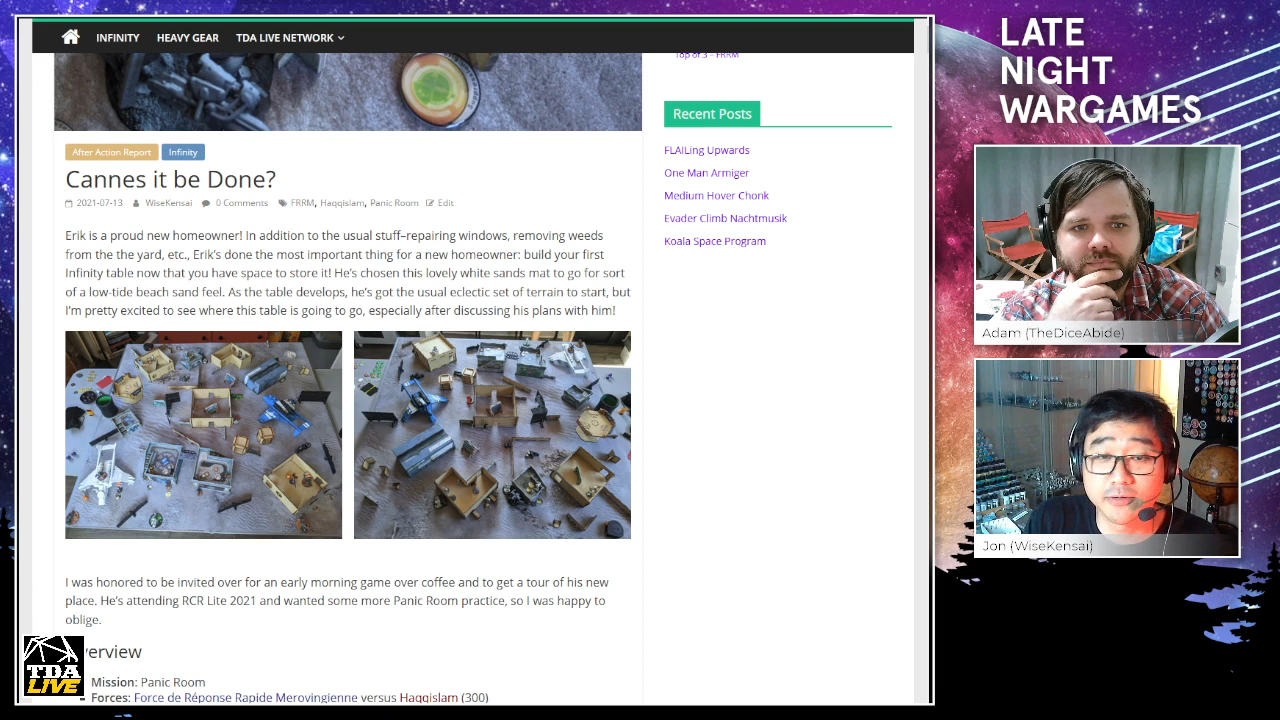 INFINITY HEAVY GEAR TDA LIVE NETWORK
Top of 3 – FRRM
Recent Posts
FLAILing Upwards
One Man Armiger
Medium Hover Chonk
Evader Climb Nachtmusik
Koala Space Program
After Action Report Infinity
Cannes it be Done?
2021-07-13 WiseKensai 0 Comments FRRM, Haqqislam, Panic Room Edit
Erik is a proud new homeowner! In addition to the usual stuff–repairing windows, removing weeds
from the the yard, etc., Erik's done the most important thing for a new homeowner: build your first
Infinity table now that you have space to store it! He's chosen this lovely white sands mat to go for sort
of a low-tide beach sand feel. As the table develops, he's got the usual eclectic set of terrain to start, but
I'm pretty excited to see where this table is going to go, especially after discussing his plans with him!
I was honored to be invited over for an early morning game over coffee and to get a tour of his new
place. He's attending RCR Lite 2021 and wanted some more Panic Room practice, so I was happy to
oblige.
verview
Mission: Panic Room
Forces: Force de Réponse Rapide Merovingienne versus Haqqislam (300)
TDA
LIVE
LATE
NIGHT
WARGAMES
Adam (TheDiceAbide)
Jon (WiseKensai)